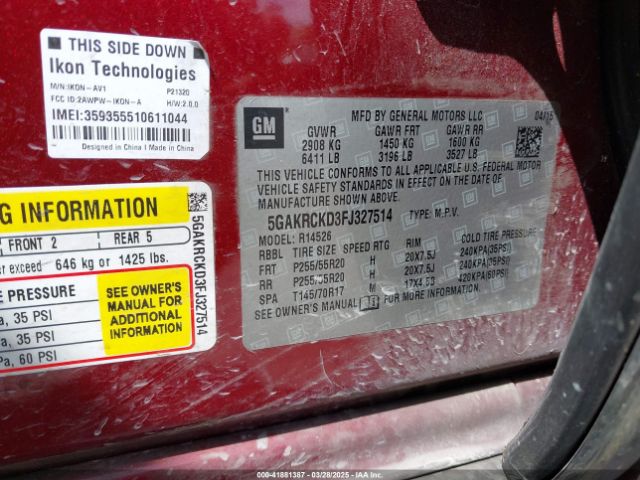 THIS SIDE DOWN
Ikon Technologies
M/N:IKON-AV1 P21320
FCC ID:2AWPW-IKON-A H/W:2.0.0
IMEI:359355510611044
Designed in China | Made in China
GM
MFD BY GENERAL MOTORS LLC 04/15
GVWR GAWR FRT GAWR RR
2908 KG 1450 KG 1600 KG
6411 LB 3196 LB 3527 LB
THIS VEHICLE CONFORMS TO ALL APPLICABLE U.S. FEDERAL MOTOR
VEHICLE SAFETY STANDARDS IN EFFECT ON THE DATE OF
MANUFACTURE SHOWN ABOVE.
5GAKRCKD3FJ327514 TYPE: M.P.V.
MODEL: R14526
RBBL TIRE SIZE SPEED RTG RIM COLD TIRE PRESSURE
FRT P255/55R20 H 20X7.5J 240KPA(35PSI)
RR P255/55R20 H 20X7.5J 240KPA(35PSI)
SPA T145/70R17 M 17X4.5B 420KPA(60PSI)
SEE OWNER'S MANUAL FOR MORE INFORMATION
G INFORMATION
FRONT 2 REAR 5
er exceed 646 kg or 1425 lbs.
E PRESSURE
a, 35 PSI
a, 35 PSI
Pa, 60 PSI
SEE OWNER'S
MANUAL FOR
ADDITIONAL
INFORMATION
5GAKRCKD3FJ327514
000-41881387 03/28/2025 IAAI